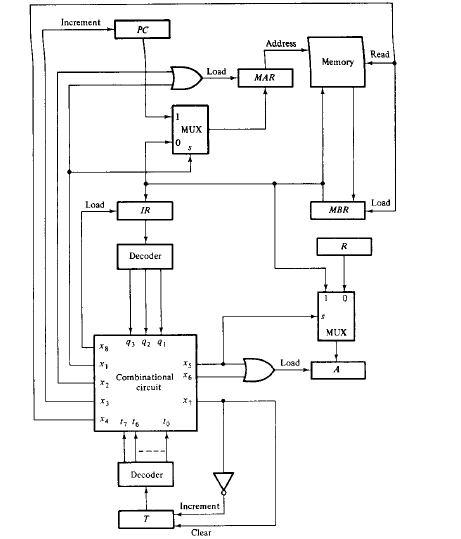 Increment
PC
Address
Load
MAR
Memory
Read
1
MUX
0
s
Load
IR
MBR
Load
R
Decoder
1 0
s
MUX
q3 q2 q1
x8
x1
x2
x3
x4
Combinational
circuit
x5
x6
x7
Load
A
t7 t6 t0
Decoder
Increment
T
Clear